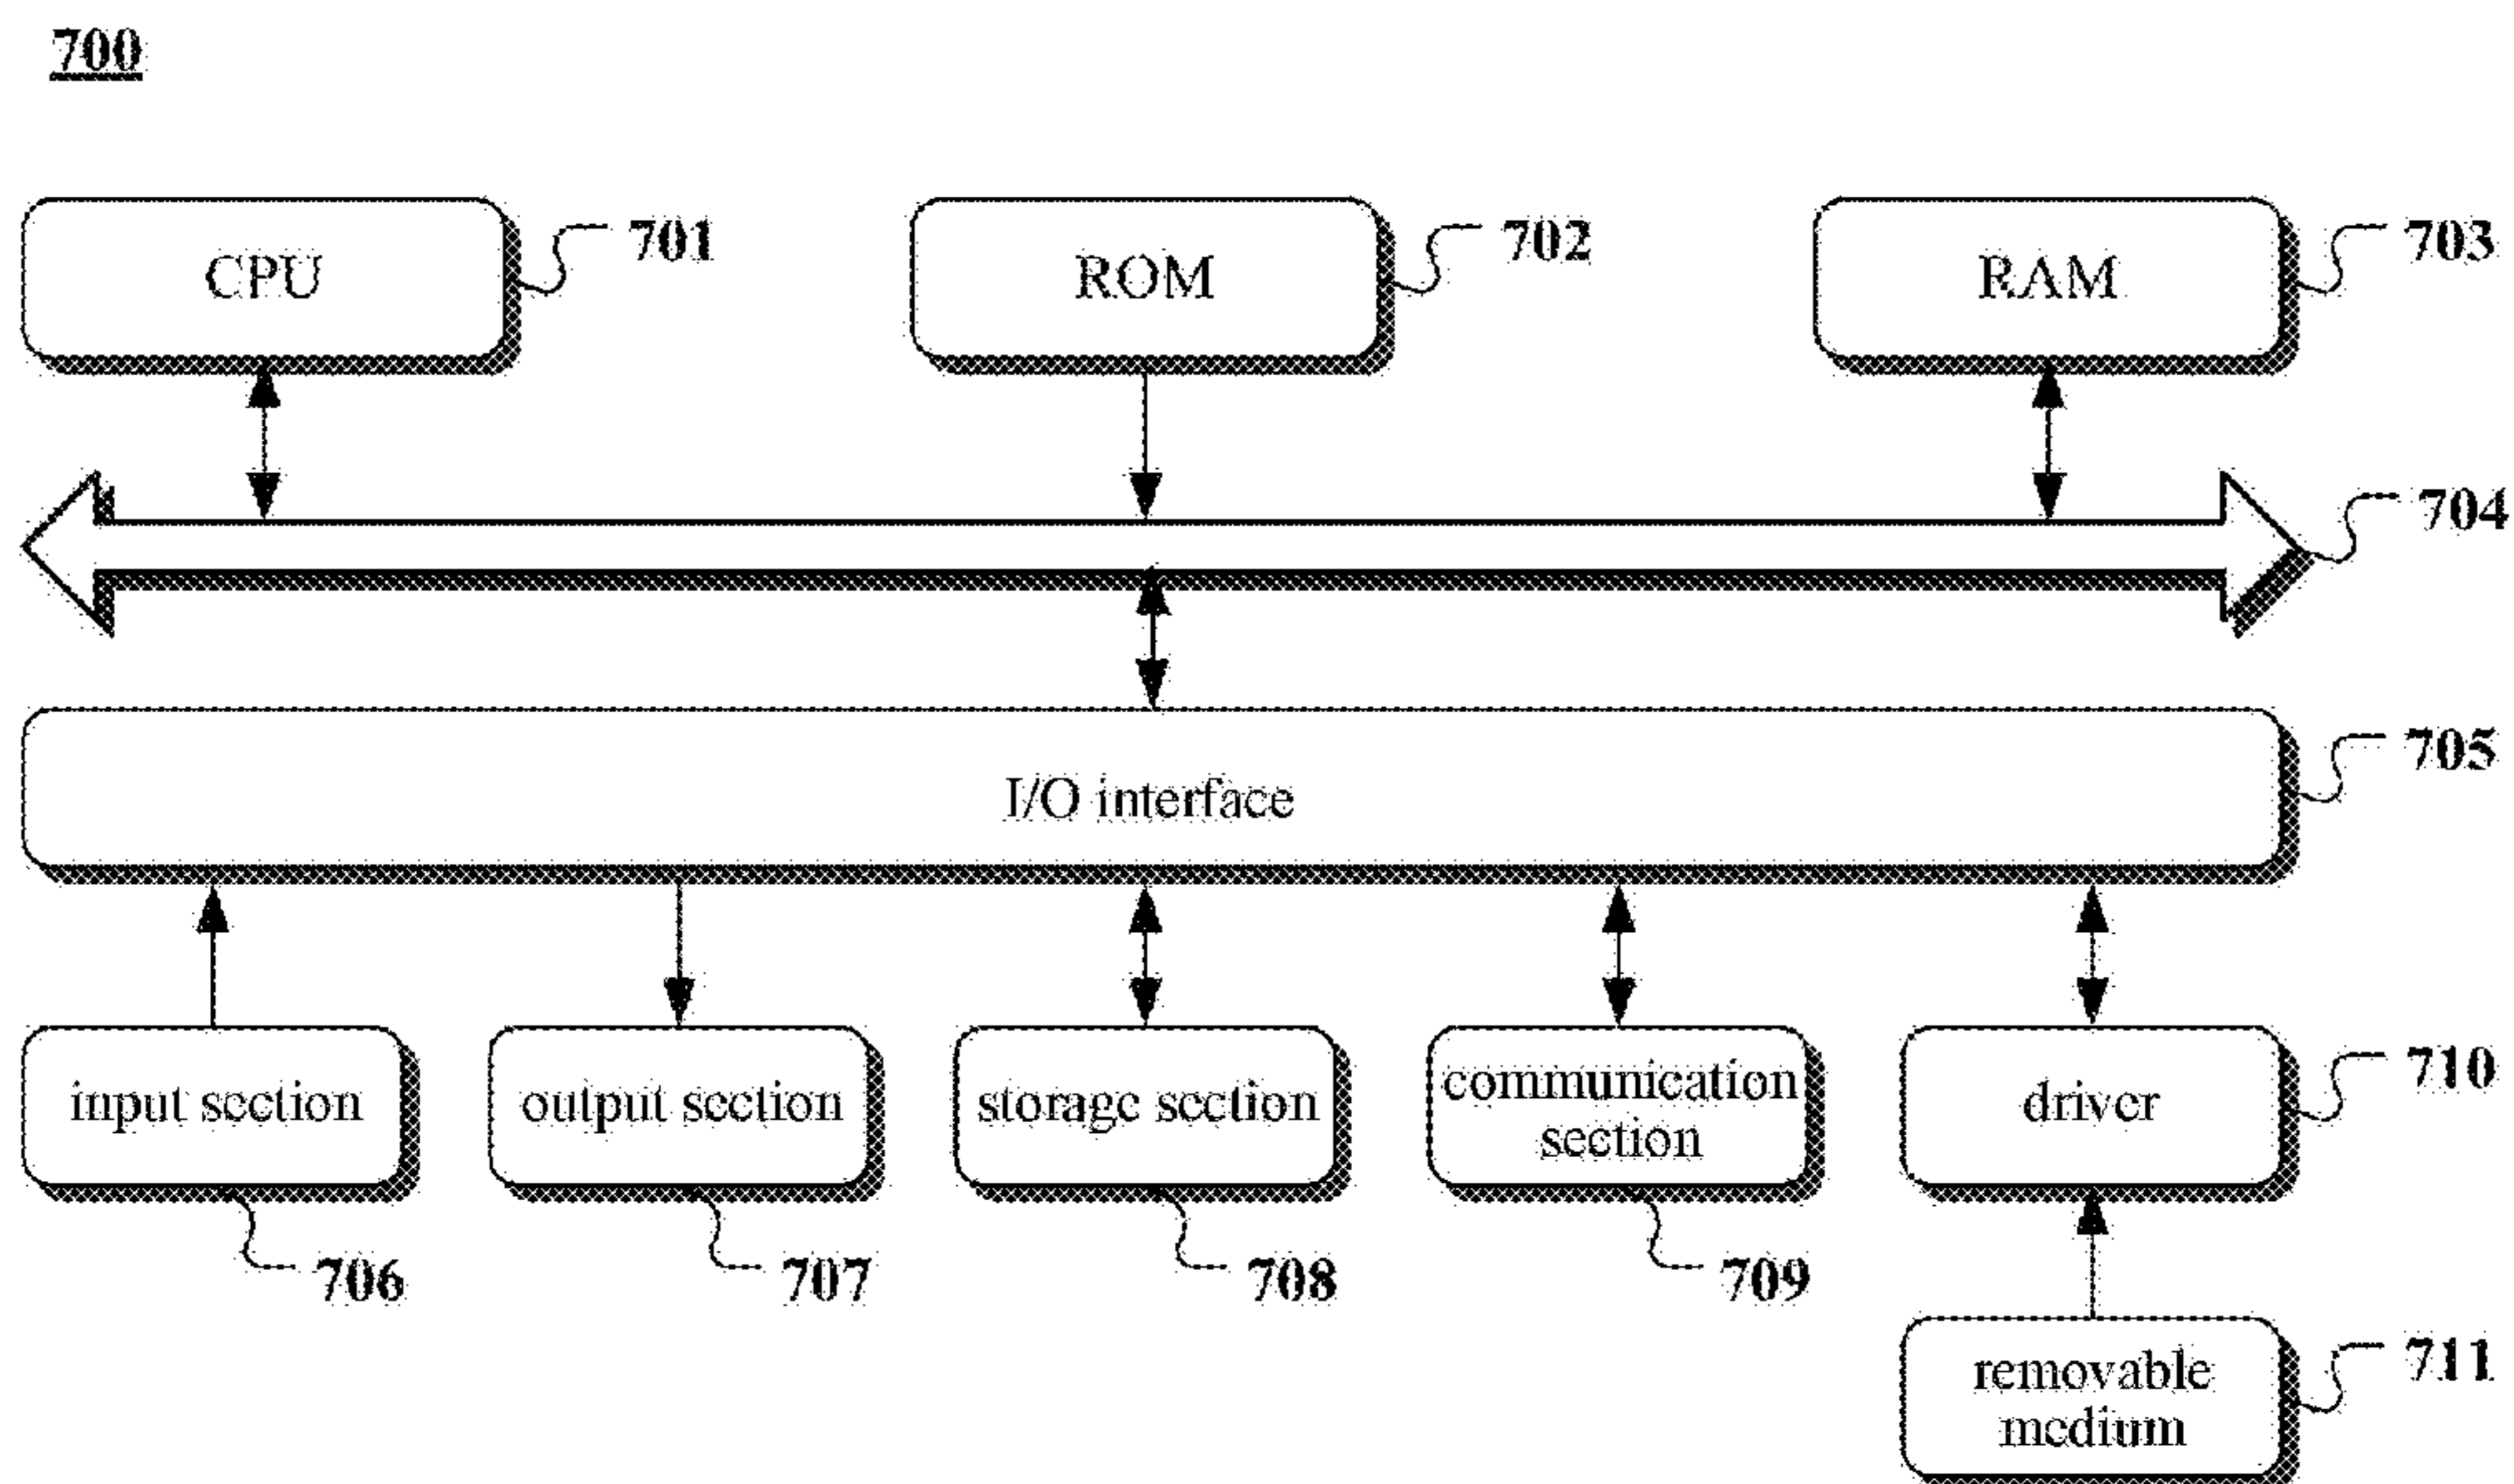 700
CPU
701
ROM
702
RAM
703
704
I/O interface
705
input section
output section
storage section
communication
section
driver
710
706
707
708
709
removable
medium
711